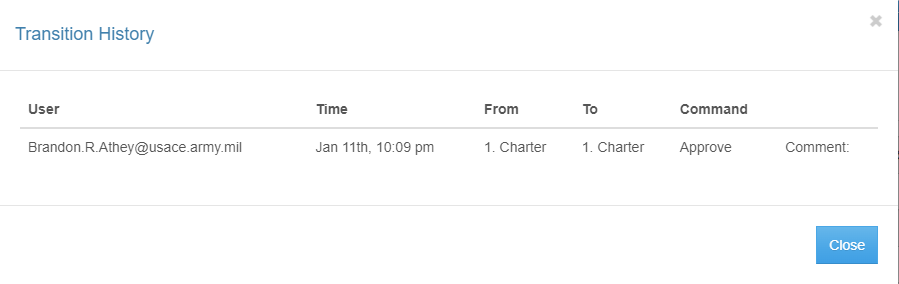 Transition History
User Time From To Command
Brandon.R.Athey@usace.army.mil Jan 11th, 10:09 pm 1. Charter 1. Charter Approve Comment:
Close